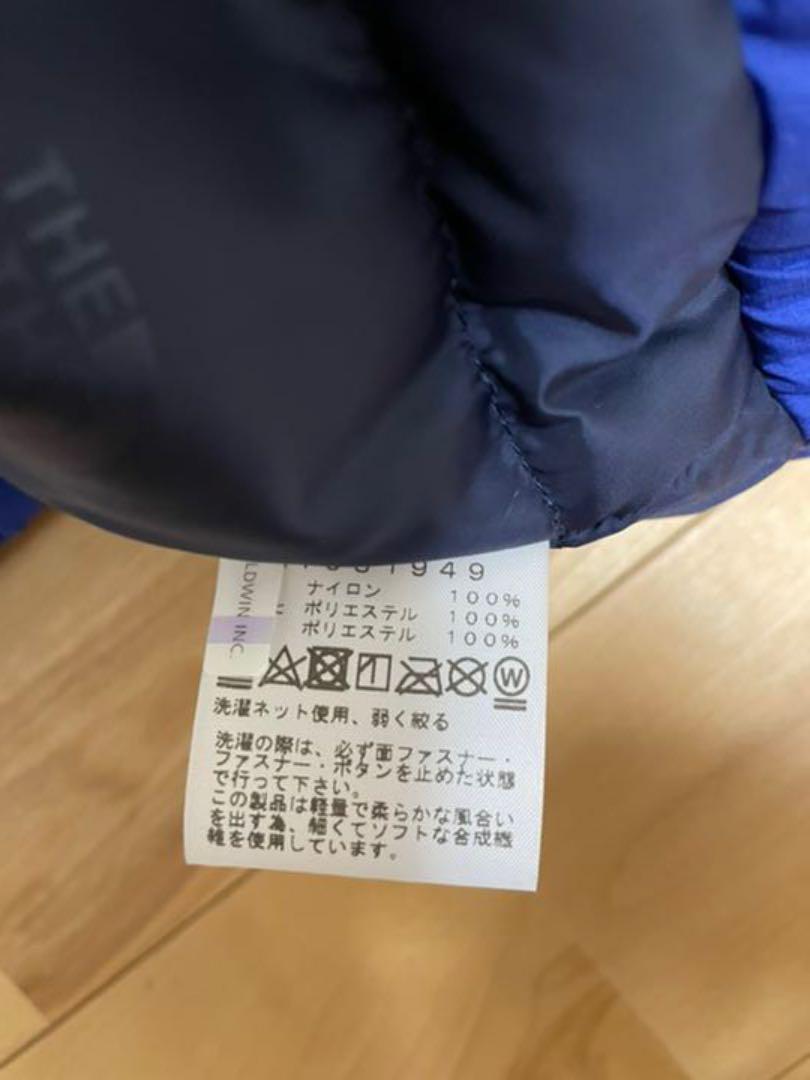 THE
1949
ナイロン 100%
ポリエステル 100%
ポリエステル 100%
LDWIN INC.
W
洗濯ネット使用、弱く絞る
洗濯の際は、必ず面ファスナー・
ファスナー・ボタンを止めた状態
で行って下さい。
この製品は軽量で柔らかな風合い
を出す為、細くてソフトな合成繊
維を使用しています。